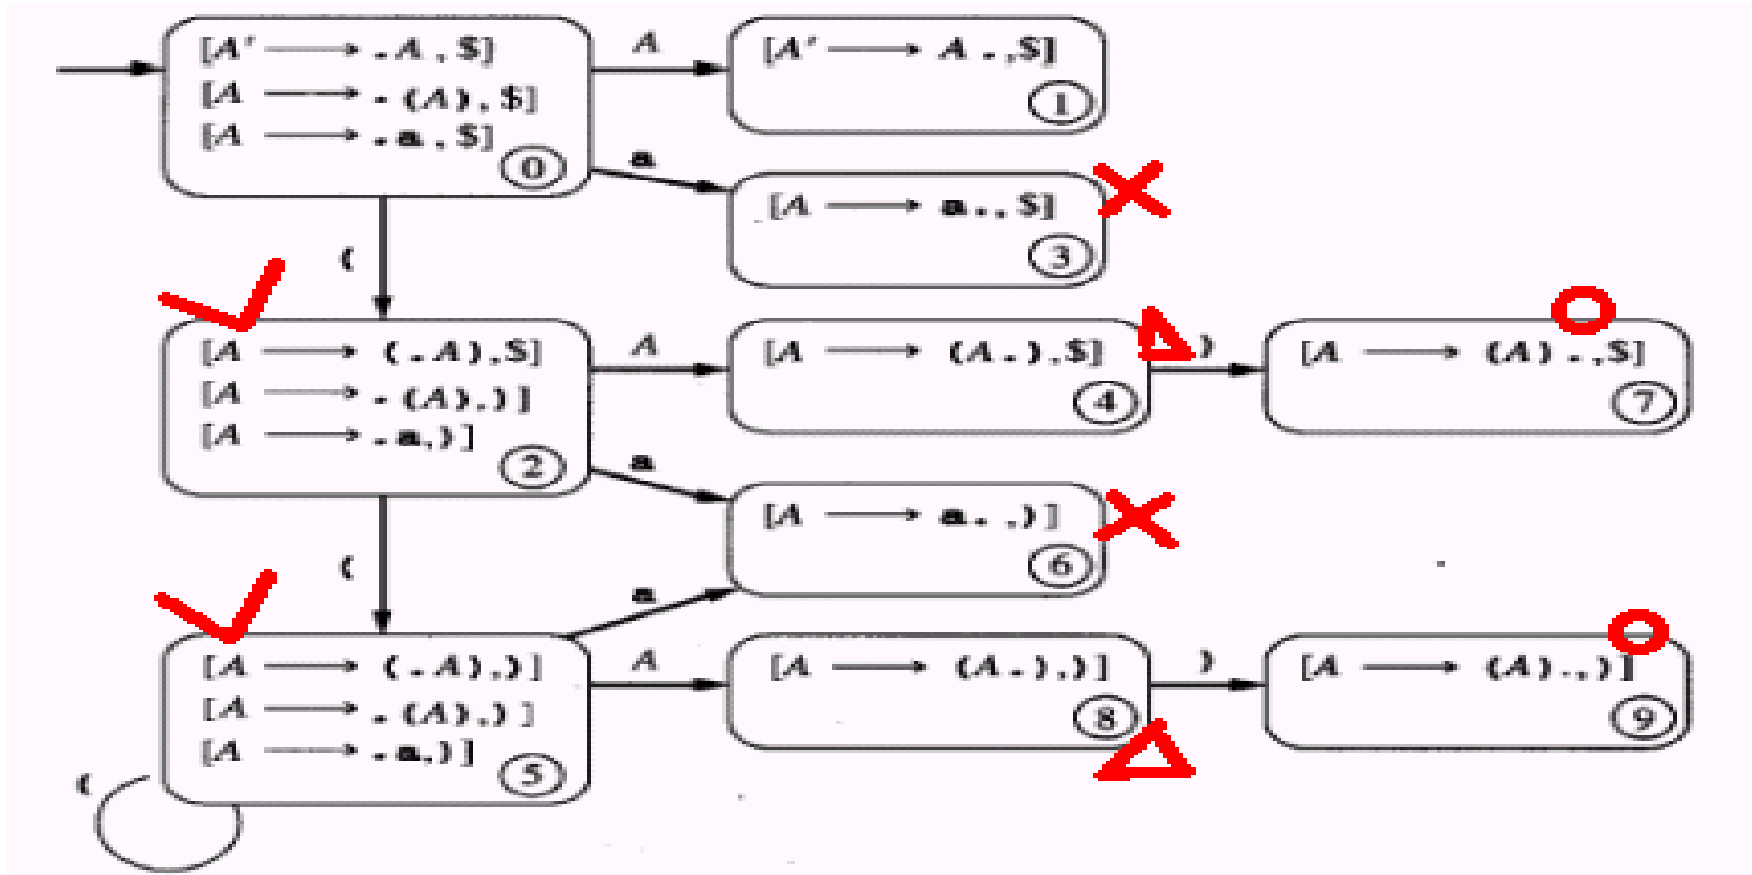 [A' ⟶ .A, $]
[A ⟶ .(A), $]
[A ⟶ .a, $]
0
A
[A' ⟶ A.,$]
1
a
[A ⟶ a., $]
3
(
[A ⟶ (.A),$]
[A ⟶ .(A),)]
[A ⟶ .a,)]
2
A
[A ⟶ (A.),$]
4
)
[A ⟶ (A).,$]
7
a
[A ⟶ a.,)]
6
(
a
[A ⟶ (.A),)]
[A ⟶ .(A),)]
[A ⟶ .a,)]
5
A
[A ⟶ (A.),)]
8
)
[A ⟶ (A).,)]
9
(